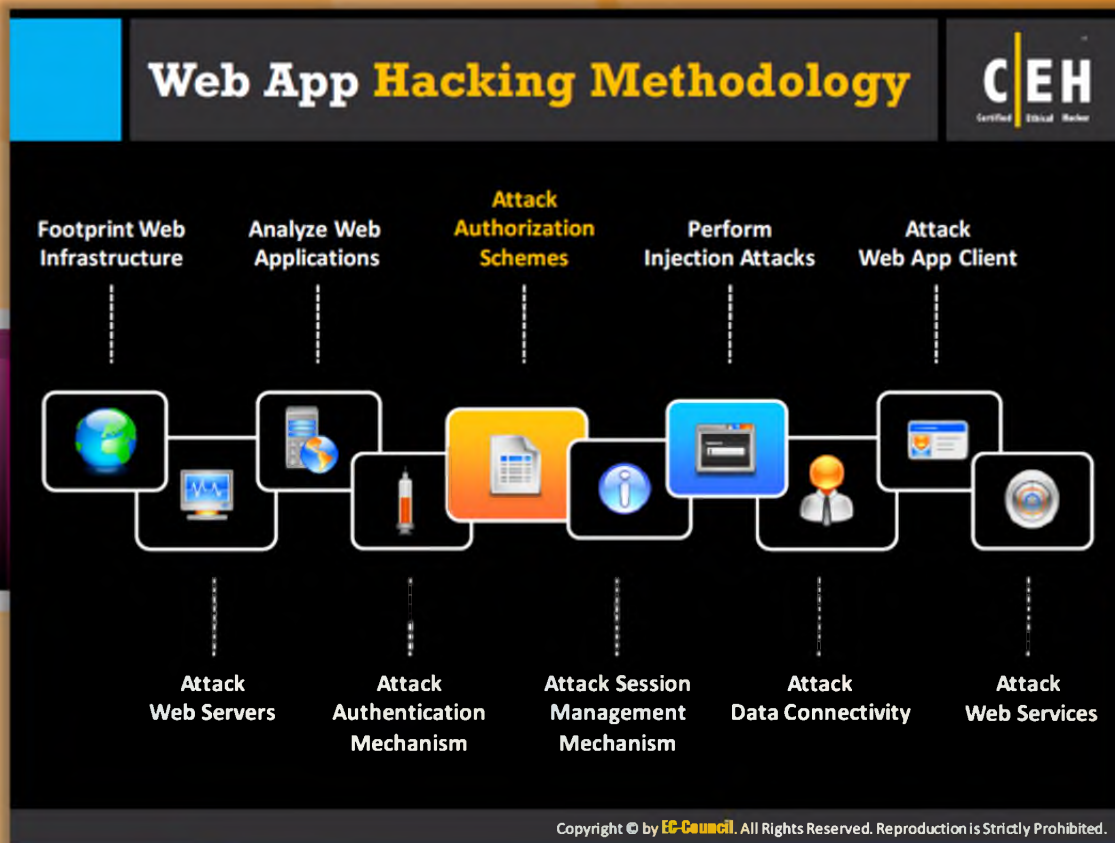 Web App Hacking Methodology
CEH
Certified Ethical Hacker
Footprint Web
Infrastructure
Analyze Web
Applications
Attack
Authorization
Schemes
Perform
Injection Attacks
Attack
Web App Client
Attack
Web Servers
Attack
Authentication
Mechanism
Attack Session
Management
Mechanism
Attack
Data Connectivity
Attack
Web Services
Copyright © by EC-Council. All Rights Reserved. Reproduction is Strictly Prohibited.